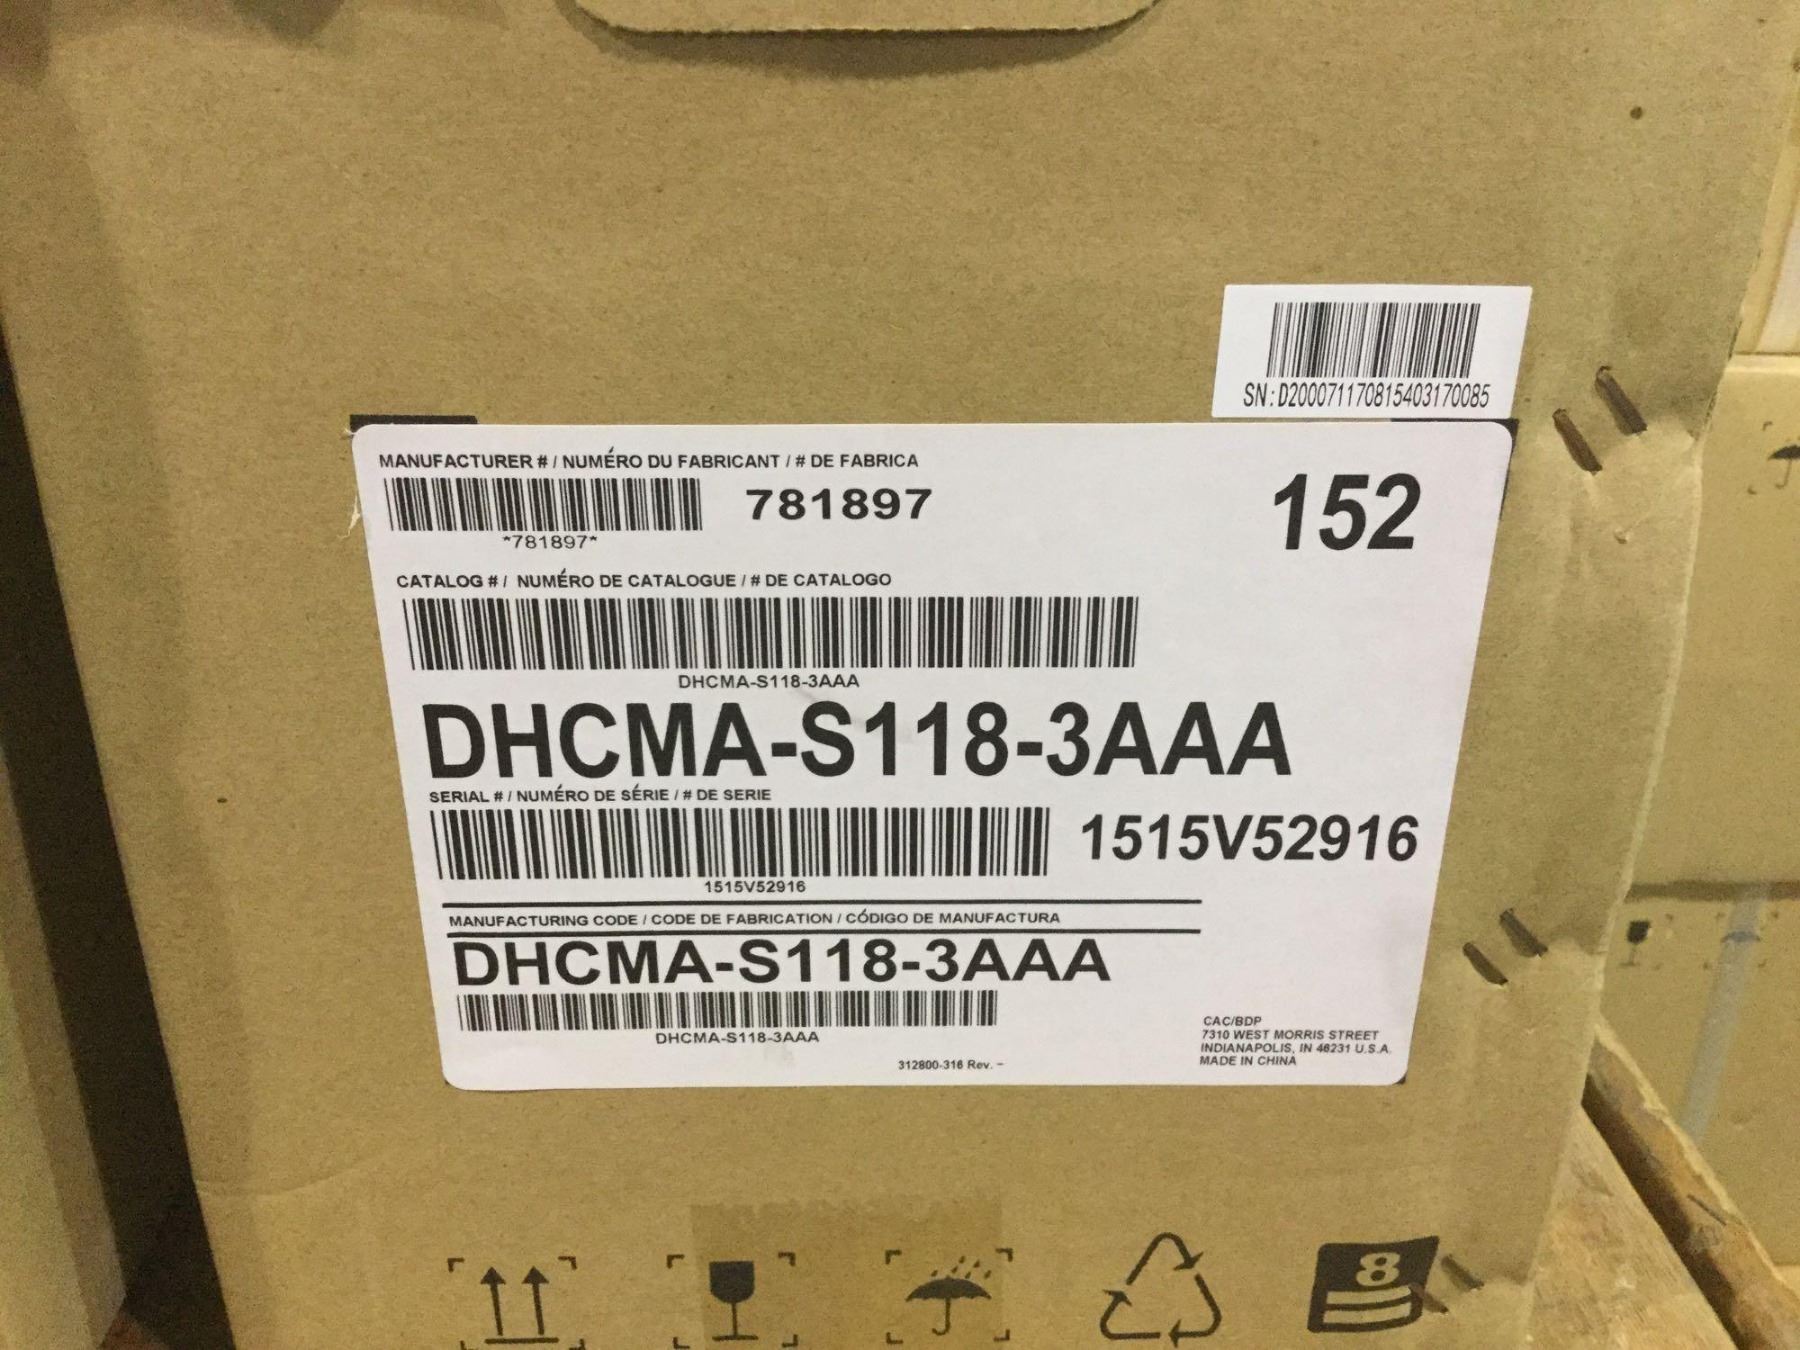 SN:D200071170815403170085
MANUFACTURER # / NUMÉRO DU FABRICANT / # DE FABRICA
781897
152
*781897*
CATALOG # / NUMÉRO DE CATALOGUE / # DE CATALOGO
DHCMA-S118-3AAA
DHCMA-S118-3AAA
SERIAL # / NUMÉRO DE SÉRIE / # DE SERIE
1515V52916
1515V52916
MANUFACTURING CODE / CODE DE FABRICATION / CÓDIGO DE MANUFACTURA
DHCMA-S118-3AAA
DHCMA-S118-3AAA
312800-316 Rev. –
CAC/BDP
7310 WEST MORRIS STREET
INDIANAPOLIS, IN 46231 U.S.A.
MADE IN CHINA
8